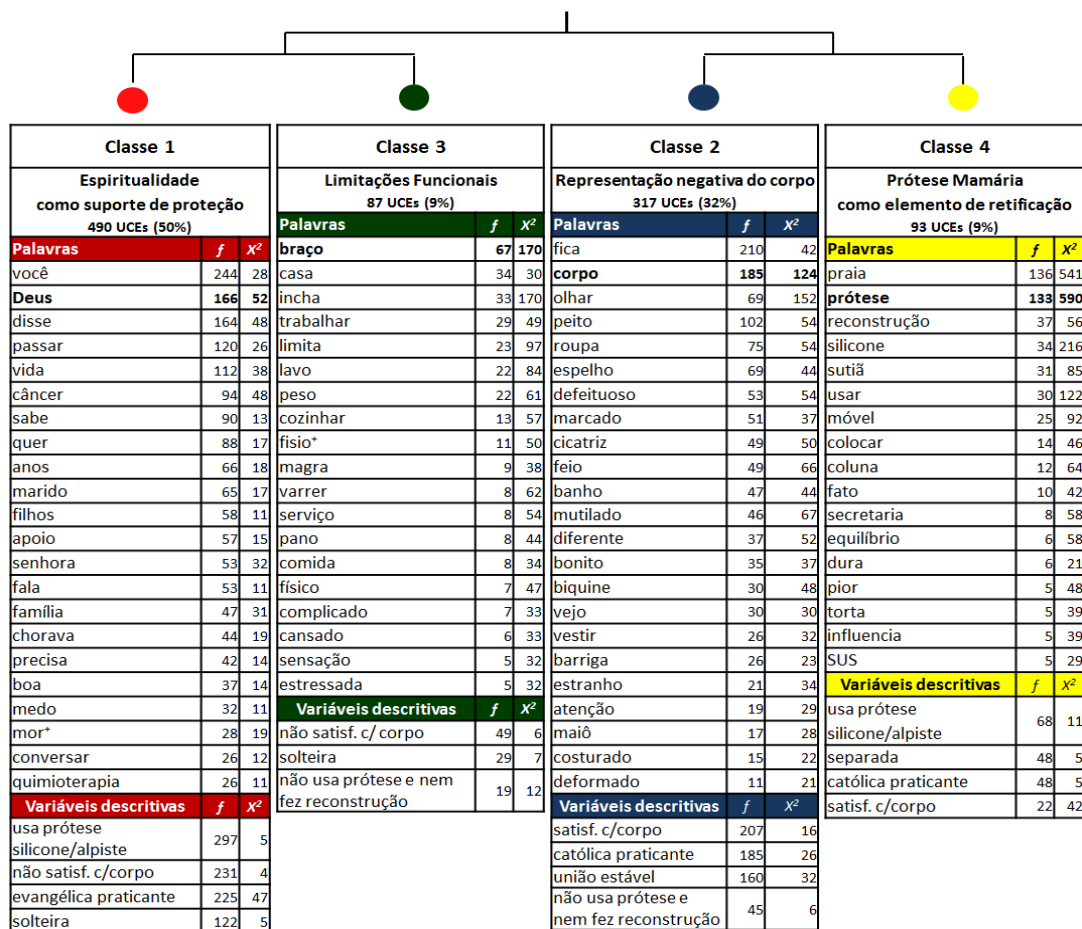 Classe 1
Espiritualidade
como suporte de proteção
490 UCEs (50%)
Palavras f X²
você 244 28
Deus 166 52
disse 164 48
passar 120 26
vida 112 38
câncer 94 48
sabe 90 13
quer 88 17
anos 66 18
marido 65 17
filhos 58 11
apoio 57 15
senhora 53 32
fala 53 11
família 47 31
chorava 44 19
precisa 42 14
boa 37 14
medo 32 11
mor⁺ 28 19
conversar 26 12
quimioterapia 26 11
Variáveis descritivas f X²
usa prótese
silicone/alpiste 297 5
não satisf. c/corpo 231 4
evangélica praticante 225 47
solteira 122 5
Classe 3
Limitações Funcionais
87 UCEs (9%)
Palavras f X²
braço 67 170
casa 34 30
incha 33 170
trabalhar 29 49
limita 23 97
lavo 22 84
peso 22 61
cozinhar 13 57
fisio⁺ 11 50
magra 9 38
varrer 8 62
serviço 8 54
pano 8 44
comida 8 34
físico 7 47
complicado 7 33
cansado 6 33
sensação 5 32
estressada 5 32
Variáveis descritivas f X²
não satisf. c/ corpo 49 6
solteira 29 7
não usa prótese e nem
fez reconstrução 19 12
Classe 2
Representação negativa do corpo
317 UCEs (32%)
Palavras f X²
fica 210 42
corpo 185 124
olhar 69 152
peito 102 54
roupa 75 54
espelho 69 44
defeituoso 53 54
marcado 51 37
cicatriz 49 50
feio 49 66
banho 47 44
mutilado 46 67
diferente 37 52
bonito 35 37
biquine 30 48
vejo 30 30
vestir 26 32
barriga 26 23
estranho 21 34
atenção 19 29
maiô 17 28
costurado 15 22
deformado 11 21
Variáveis descritivas f X²
satisf. c/corpo 207 16
católica praticante 185 26
união estável 160 32
não usa prótese e
nem fez reconstrução 45 6
Classe 4
Prótese Mamária
como elemento de retificação
93 UCEs (9%)
Palavras f X²
praia 136 541
prótese 133 590
reconstrução 37 56
silicone 34 216
sutiã 31 85
usar 30 122
móvel 25 92
colocar 14 46
coluna 12 64
fato 10 42
secretaria 8 58
equilíbrio 6 58
dura 6 21
pior 5 48
torta 5 39
influencia 5 39
SUS 5 29
Variáveis descritivas f X²
usa prótese
silicone/alpiste 68 11
separada 48 5
católica praticante 48 5
satisf. c/corpo 22 42